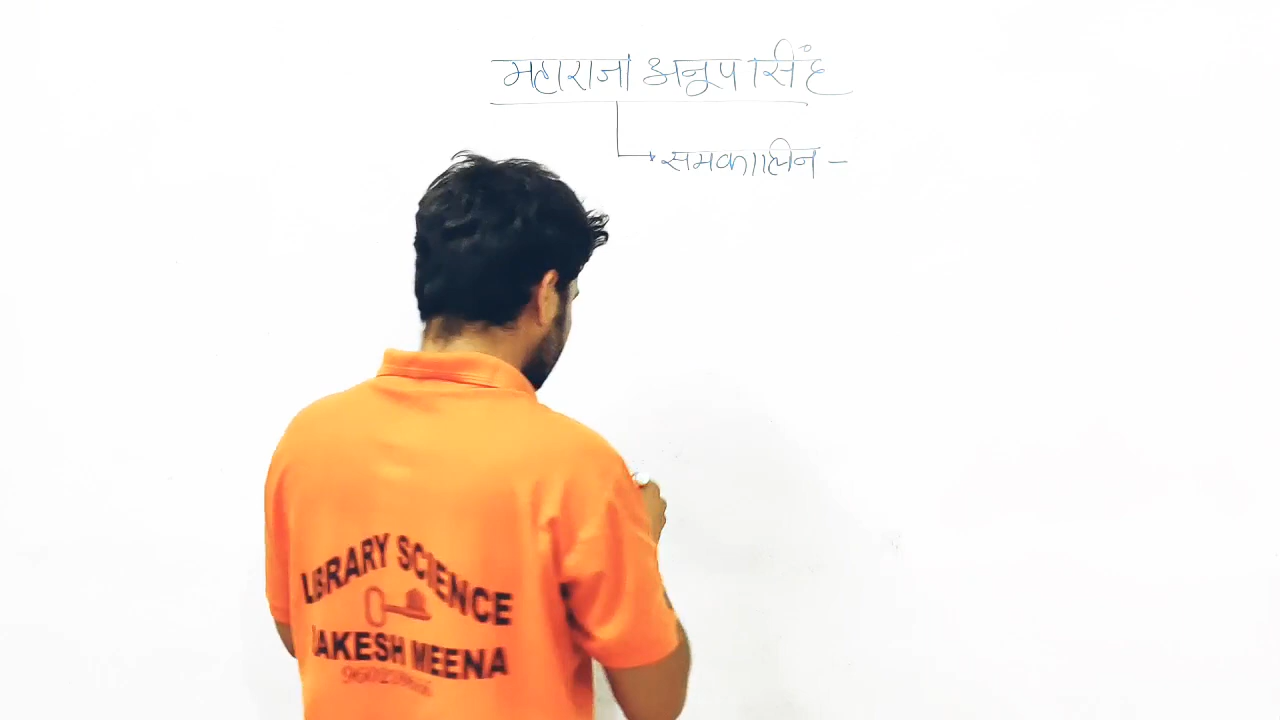 महाराजा अनूप सिंह
समकालीन -
LIBRARY SCIENCE
RAKESH MEENA